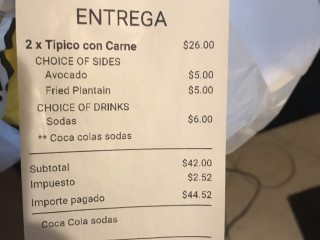 ENTREGA
2 x Tipico con Carne $26.00
CHOICE OF SIDES
Avocado $5.00
Fried Plantain $5.00
CHOICE OF DRINKS
Sodas $6.00
** Coca colas sodas
Subtotal $42.00
Impuesto $2.52
Importe pagado $44.52
Coca Cola sodas